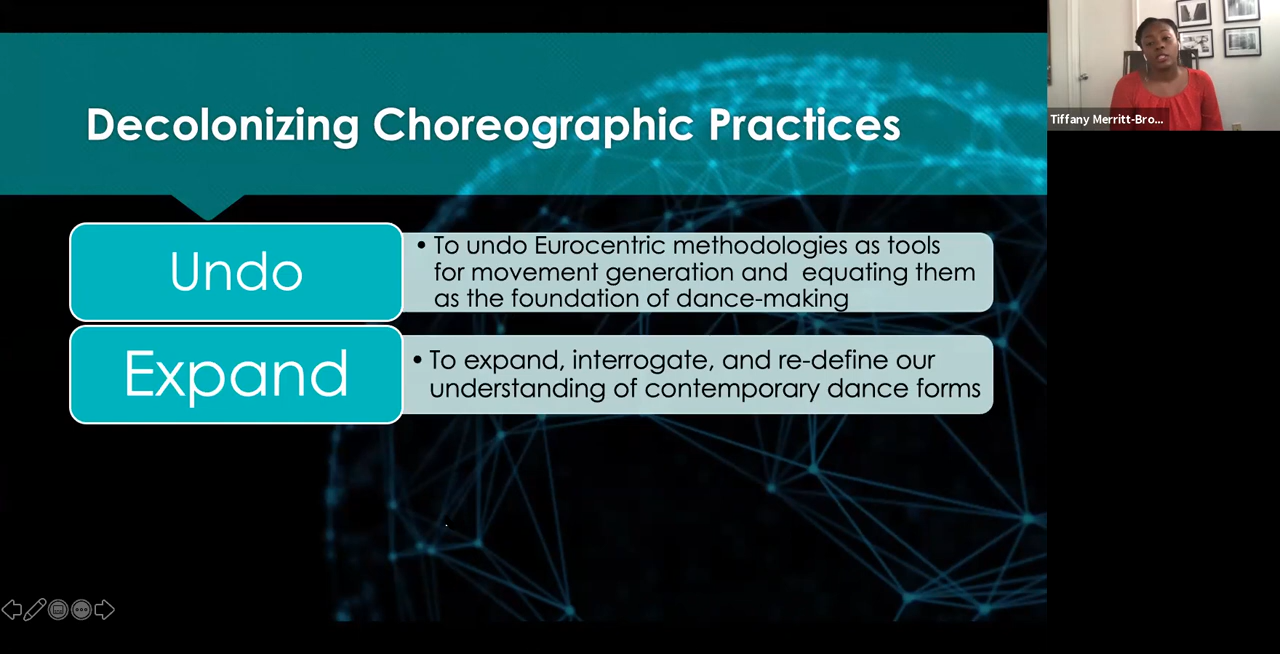 Decolonizing Choreographic Practices
Undo
• To undo Eurocentric methodologies as tools
for movement generation and equating them
as the foundation of dance-making
Expand
• To expand, interrogate, and re-define our
understanding of contemporary dance forms
Tiffany Merritt-Bro...